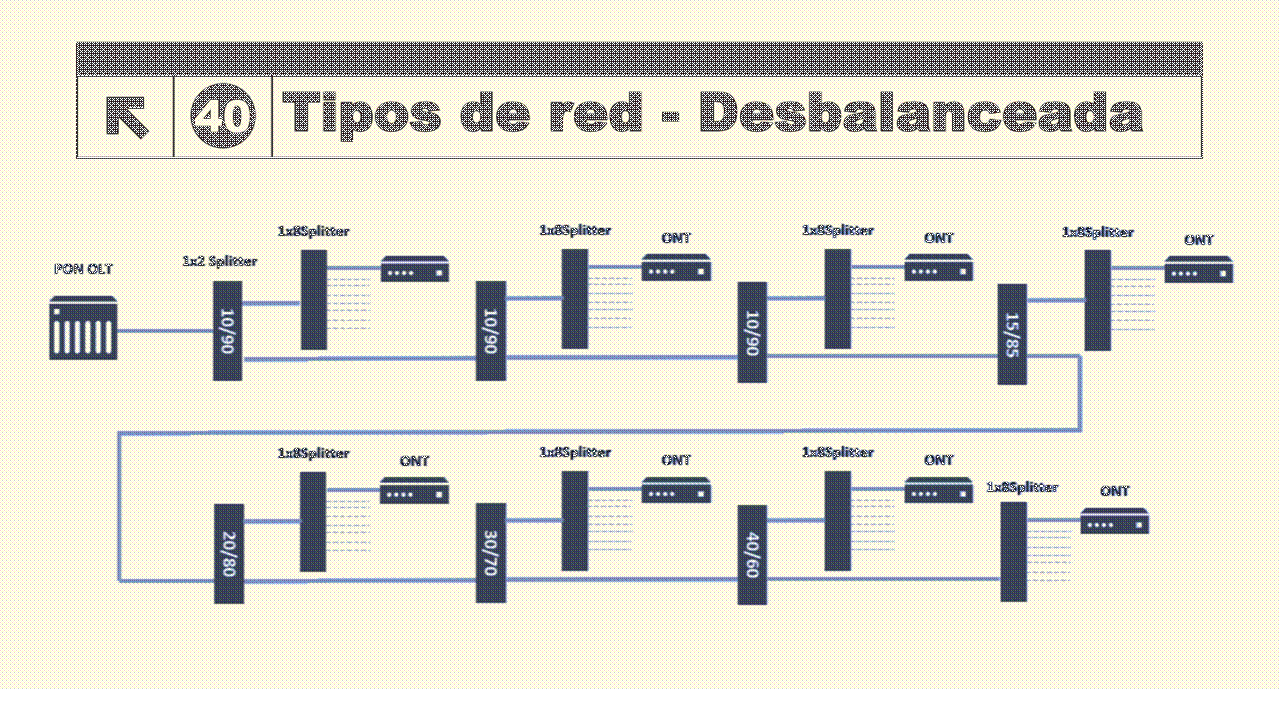 40 Tipos de red - Desbalanceada
PON OLT
1x2 Splitter
1x8Splitter
1x8Splitter
ONT
1x8Splitter
ONT
1x8Splitter
ONT
10/90
10/90
10/90
15/85
1x8Splitter
ONT
1x8Splitter
ONT
1x8Splitter
ONT
1x8Splitter
ONT
20/80
30/70
40/60